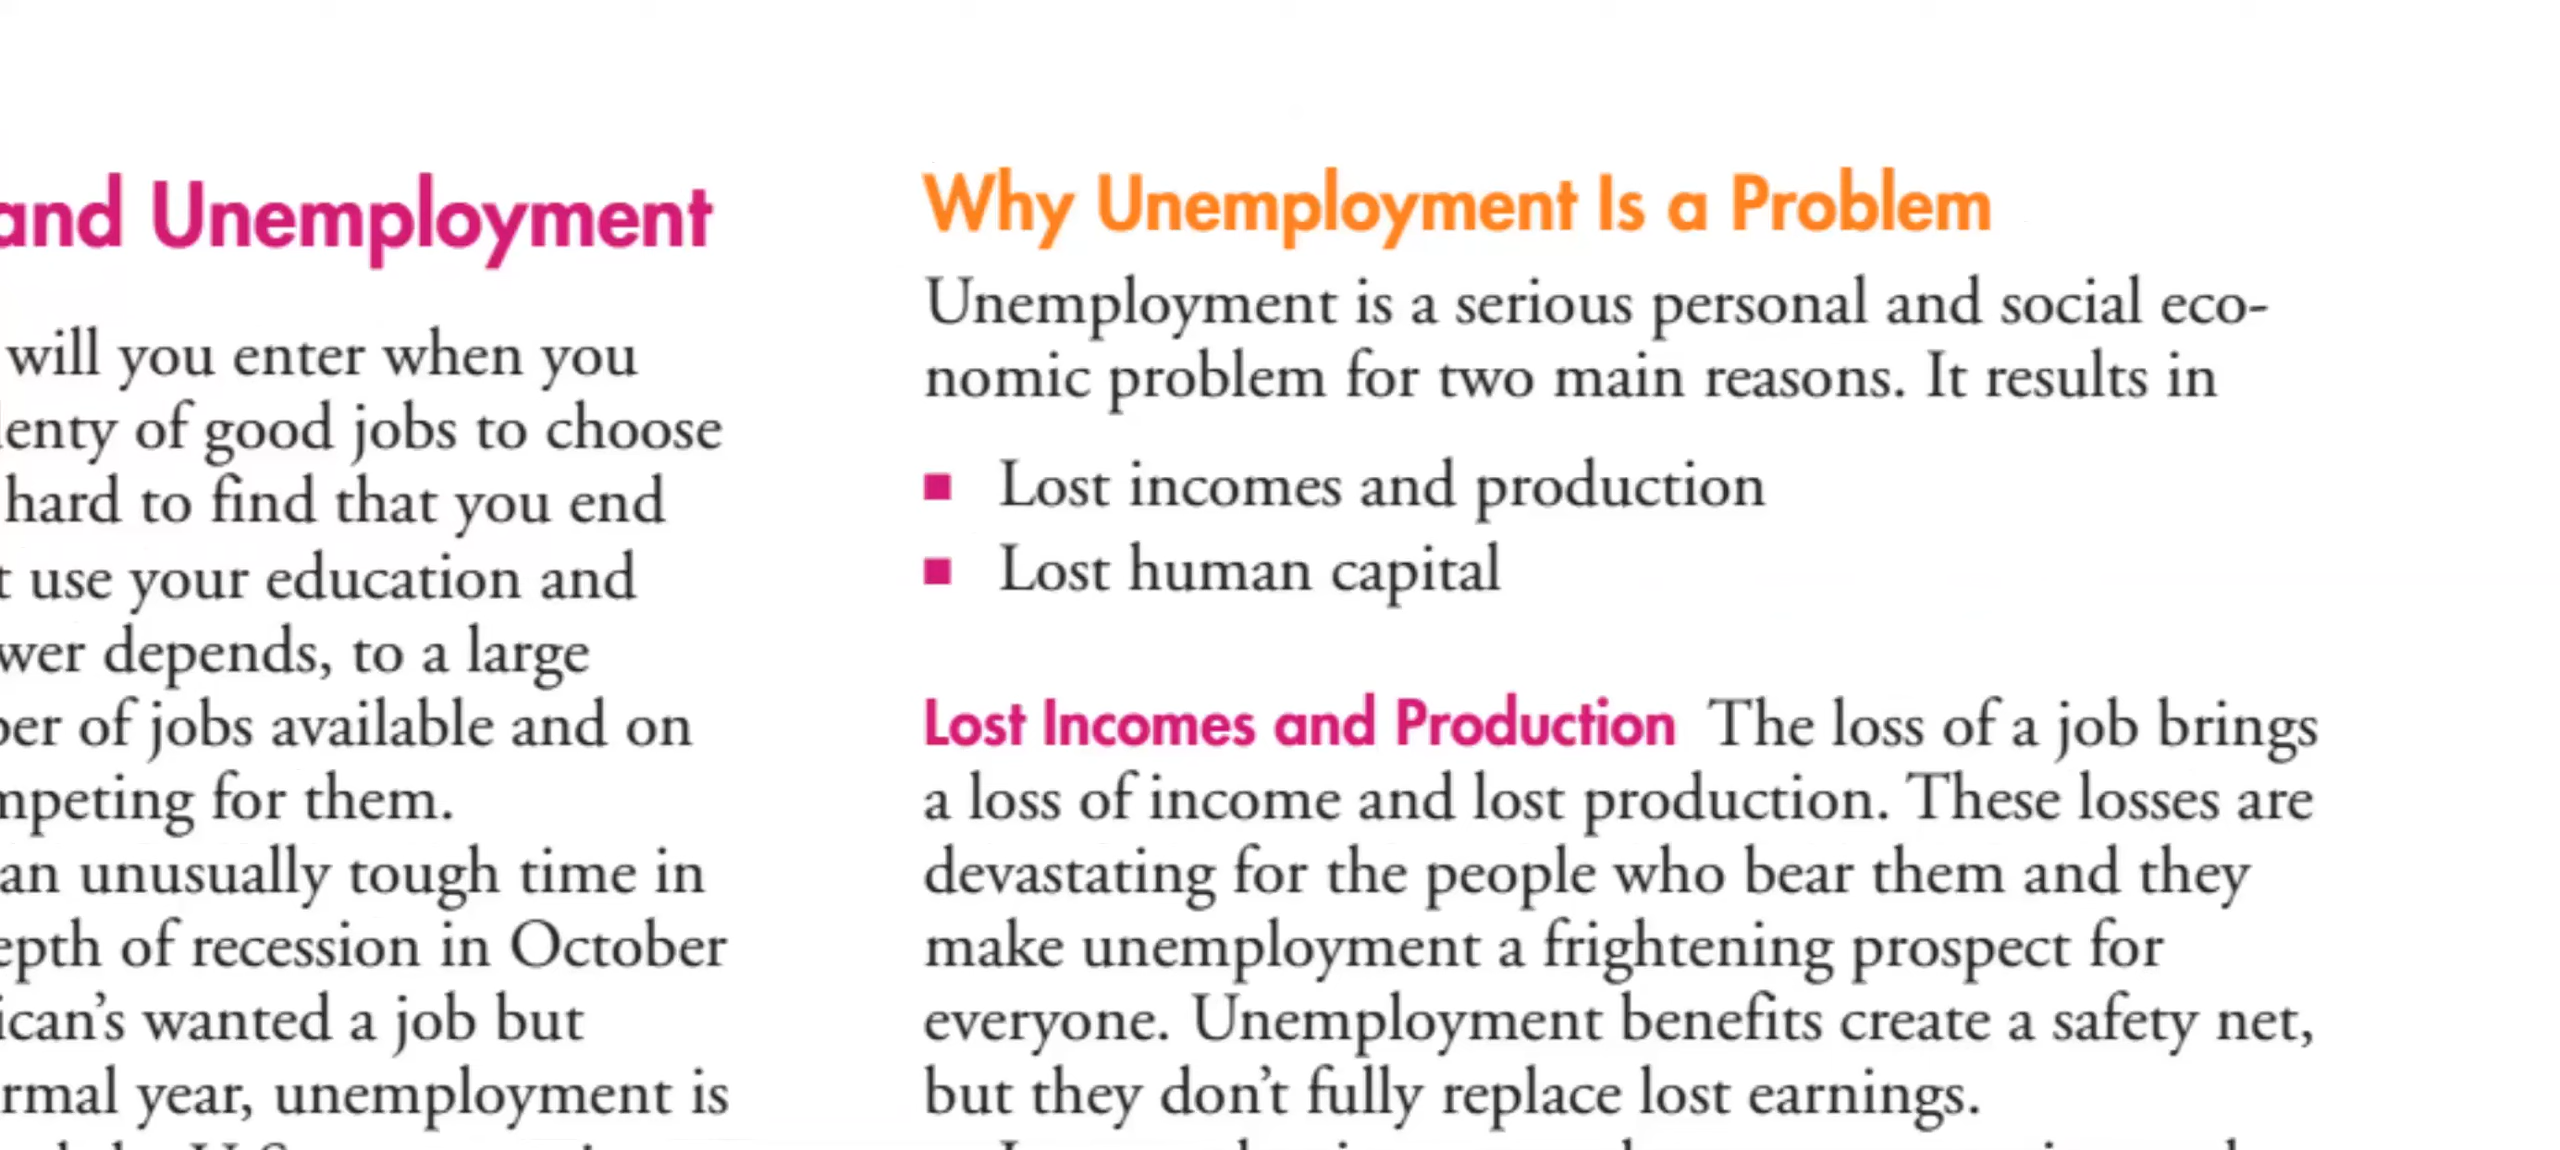 and Unemployment
will you enter when you
lenty of good jobs to choose
hard to find that you end
t use your education and
wer depends, to a large
ber of jobs available and on
mpeting for them.
an unusually tough time in
epth of recession in October
ican's wanted a job but
rmal year, unemployment is
Why Unemployment Is a Problem
Unemployment is a serious personal and social eco-
nomic problem for two main reasons. It results in
■ Lost incomes and production
■ Lost human capital
Lost Incomes and Production The loss of a job brings
a loss of income and lost production. These losses are
devastating for the people who bear them and they
make unemployment a frightening prospect for
everyone. Unemployment benefits create a safety net,
but they don't fully replace lost earnings.